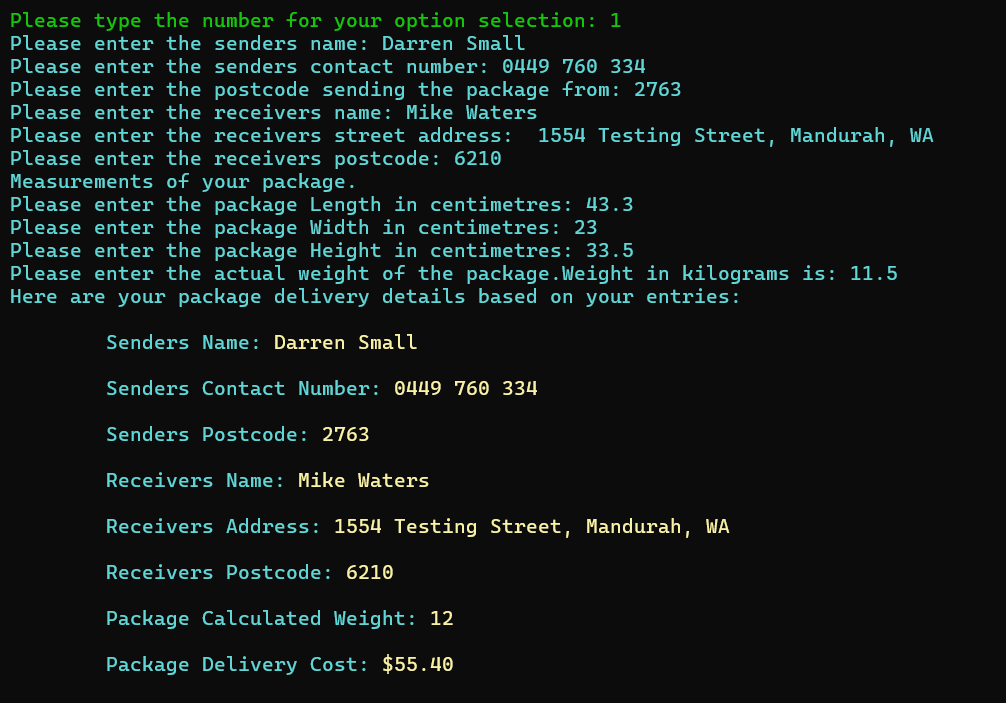 Please type the number for your option selection: 1
Please enter the senders name: Darren Small
Please enter the senders contact number: 0449 760 334
Please enter the postcode sending the package from: 2763
Please enter the receivers name: Mike Waters
Please enter the receivers street address:  1554 Testing Street, Mandurah, WA
Please enter the receivers postcode: 6210
Measurements of your package.
Please enter the package Length in centimetres: 43.3
Please enter the package Width in centimetres: 23
Please enter the package Height in centimetres: 33.5
Please enter the actual weight of the package.Weight in kilograms is: 11.5
Here are your package delivery details based on your entries:
Senders Name: Darren Small
Senders Contact Number: 0449 760 334
Senders Postcode: 2763
Receivers Name: Mike Waters
Receivers Address: 1554 Testing Street, Mandurah, WA
Receivers Postcode: 6210
Package Calculated Weight: 12
Package Delivery Cost: $55.40